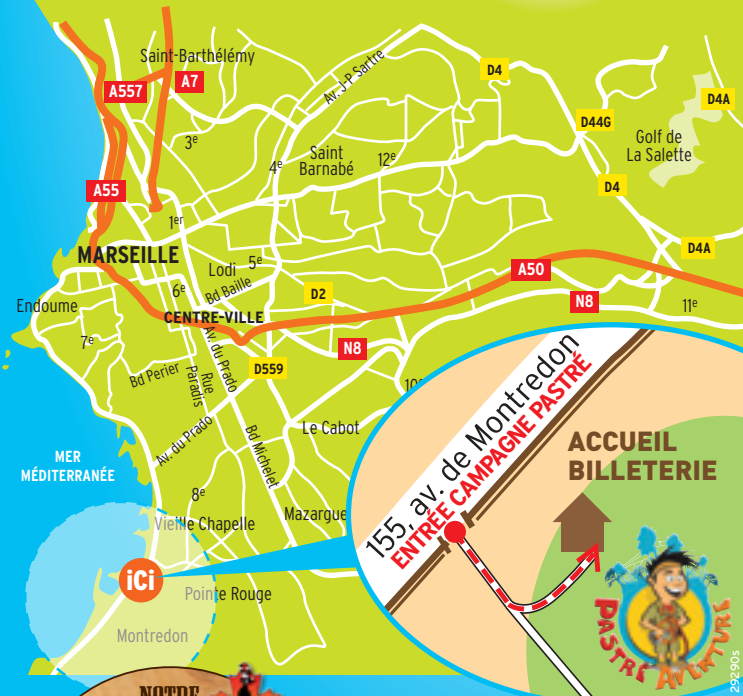 Saint-Barthélémy
A557
A7
Av. J-P Sartre
D4
D4A
D44G
Golf de
La Salette
3e
4e
Saint
Barnabé
12e
D4
A55
1er
MARSEILLE
D4A
Lodi
5e
A50
6e
Bd Baille
D2
N8
11e
Endoume
CENTRE-VILLE
7e
Av. du Prado
N8
D559
Bd Perier
Rue
Paradis
10
Av. du Prado
Bd Michelet
Le Cabot
MER
MÉDITERRANÉE
8e
Vieille Chapelle
Mazargue
iCi
Pointe Rouge
Montredon
155, av. de Montredon
ENTRÉE CAMPAGNE PASTRÉ
ACCUEIL
BILLETERIE
PASTRÉ AVENTURE
29290s
NOTRE